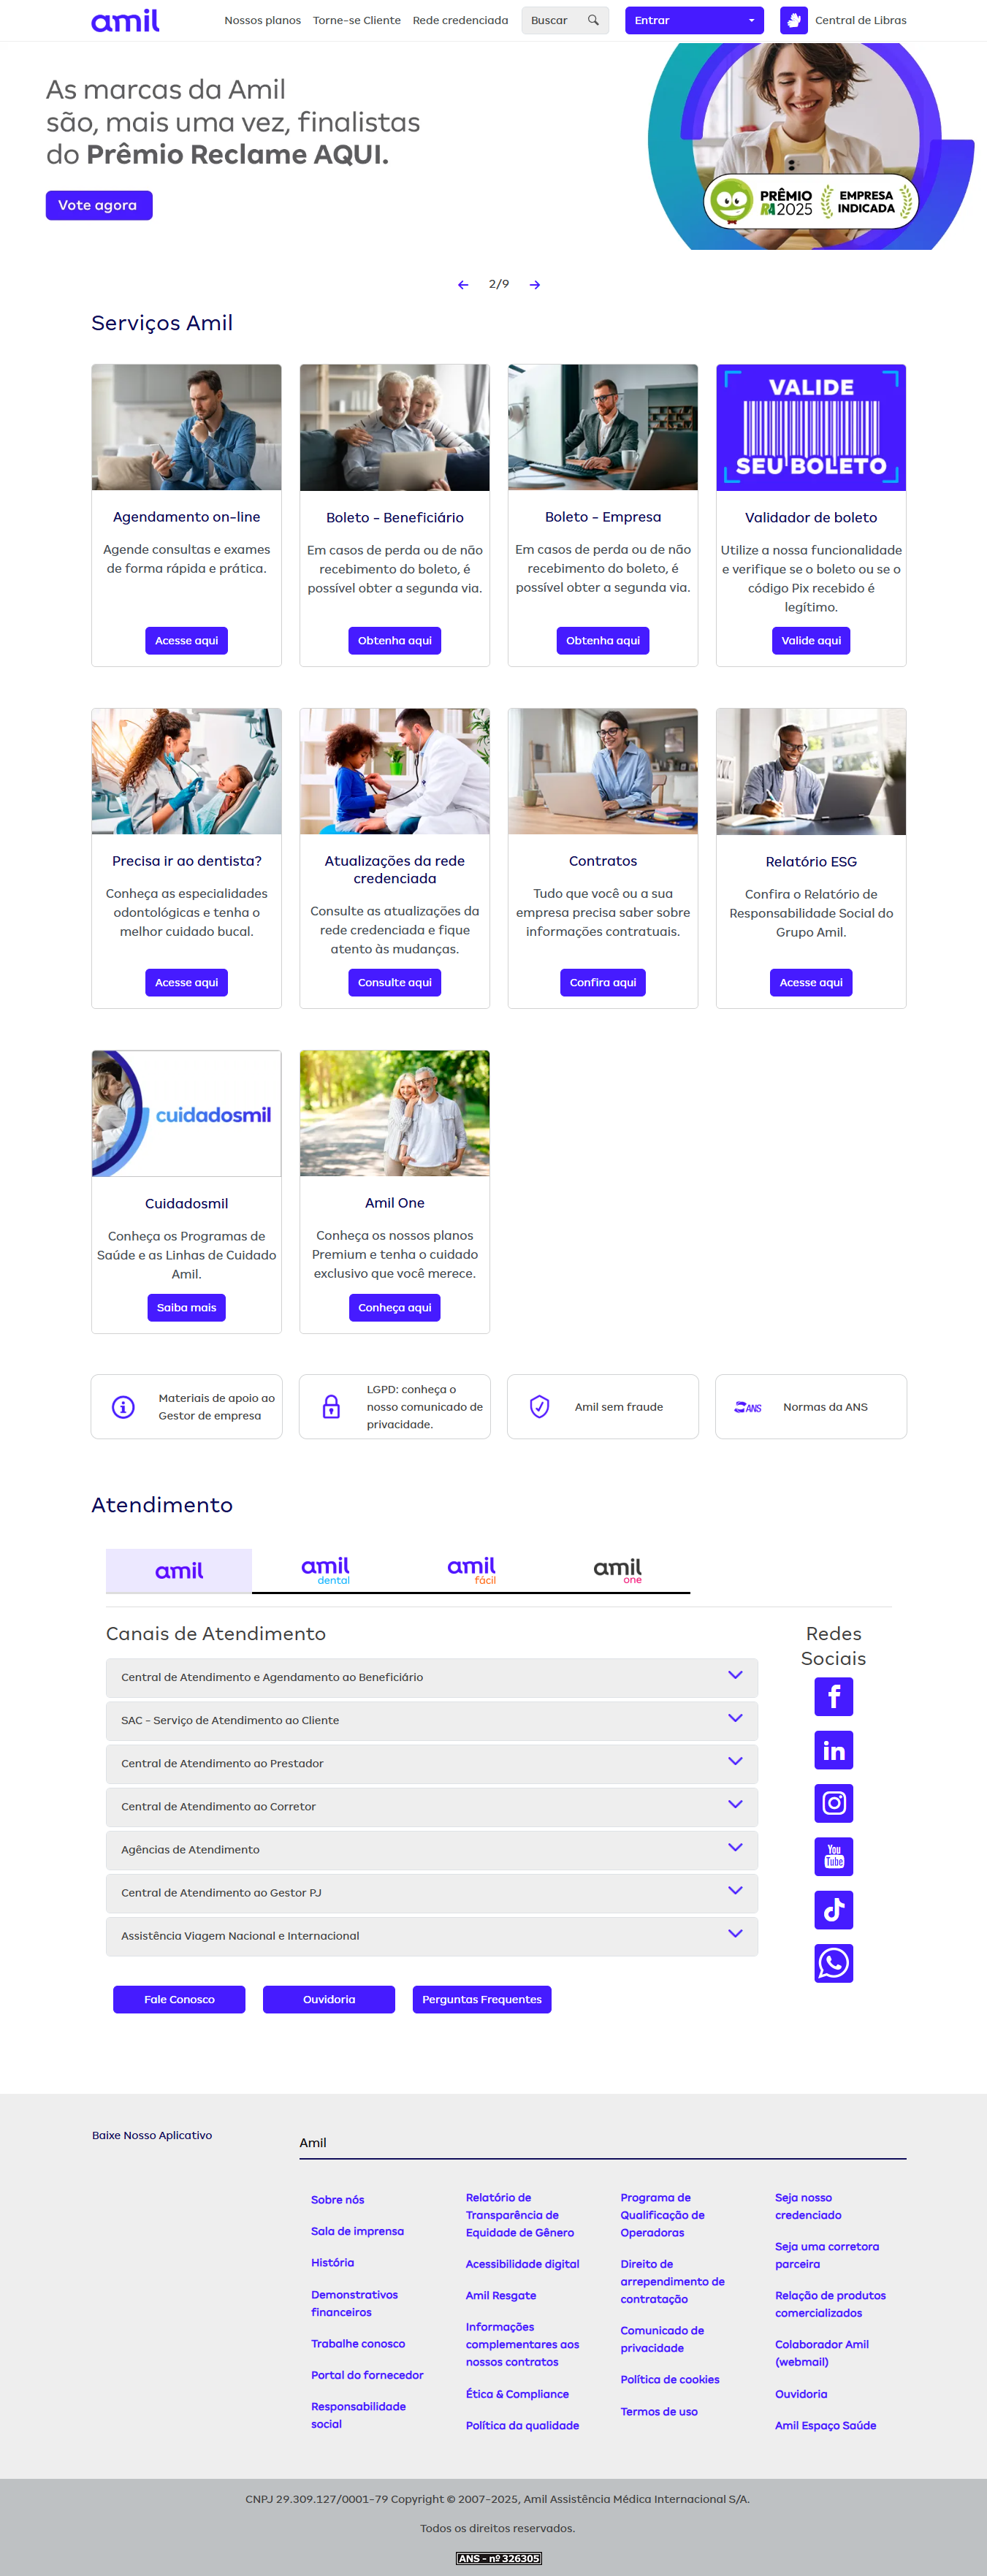 amil
Nossos planos
Torne-se Cliente
Rede credenciada
Buscar
Entrar
Central de Libras
As marcas da Amil
são, mais uma vez, finalistas
do Prêmio Reclame AQUI.
Vote agora
PRÊMIO
RA2025
EMPRESA
INDICADA
2/9
Serviços Amil
VALIDE
SEU BOLETO
Agendamento on-line
Agende consultas e exames
de forma rápida e prática.
Acesse aqui
Boleto - Beneficiário
Em casos de perda ou de não
recebimento do boleto, é
possível obter a segunda via.
Obtenha aqui
Boleto - Empresa
Em casos de perda ou de não
recebimento do boleto, é
possível obter a segunda via.
Obtenha aqui
Validador de boleto
Utilize a nossa funcionalidade
e verifique se o boleto ou se o
código Pix recebido é
legítimo.
Valide aqui
Precisa ir ao dentista?
Conheça as especialidades
odontológicas e tenha o
melhor cuidado bucal.
Acesse aqui
Atualizações da rede
credenciada
Consulte as atualizações da
rede credenciada e fique
atento às mudanças.
Consulte aqui
Contratos
Tudo que você ou a sua
empresa precisa saber sobre
informações contratuais.
Confira aqui
Relatório ESG
Confira o Relatório de
Responsabilidade Social do
Grupo Amil.
Acesse aqui
cuidadosmil
Cuidadosmil
Conheça os Programas de
Saúde e as Linhas de Cuidado
Amil.
Saiba mais
Amil One
Conheça os nossos planos
Premium e tenha o cuidado
exclusivo que você merece.
Conheça aqui
Materiais de apoio ao
Gestor de empresa
LGPD: conheça o
nosso comunicado de
privacidade.
Amil sem fraude
ANS
Normas da ANS
Atendimento
amil
amil
dental
amil
fácil
amil
one
Canais de Atendimento
Central de Atendimento e Agendamento ao Beneficiário
SAC - Serviço de Atendimento ao Cliente
Central de Atendimento ao Prestador
Central de Atendimento ao Corretor
Agências de Atendimento
Central de Atendimento ao Gestor PJ
Assistência Viagem Nacional e Internacional
Redes
Sociais
f
in
You
Tube
Fale Conosco
Ouvidoria
Perguntas Frequentes
Baixe Nosso Aplicativo
Amil
Sobre nós
Sala de imprensa
História
Demonstrativos
financeiros
Trabalhe conosco
Portal do fornecedor
Responsabilidade
social
Relatório de
Transparência de
Equidade de Gênero
Acessibilidade digital
Amil Resgate
Informações
complementares aos
nossos contratos
Ética & Compliance
Política da qualidade
Programa de
Qualificação de
Operadoras
Direito de
arrependimento de
contratação
Comunicado de
privacidade
Política de cookies
Termos de uso
Seja nosso
credenciado
Seja uma corretora
parceira
Relação de produtos
comercializados
Colaborador Amil
(webmail)
Ouvidoria
Amil Espaço Saúde
CNPJ 29.309.127/0001-79 Copyright © 2007-2025, Amil Assistência Médica Internacional S/A.
Todos os direitos reservados.
ANS - nº 326305